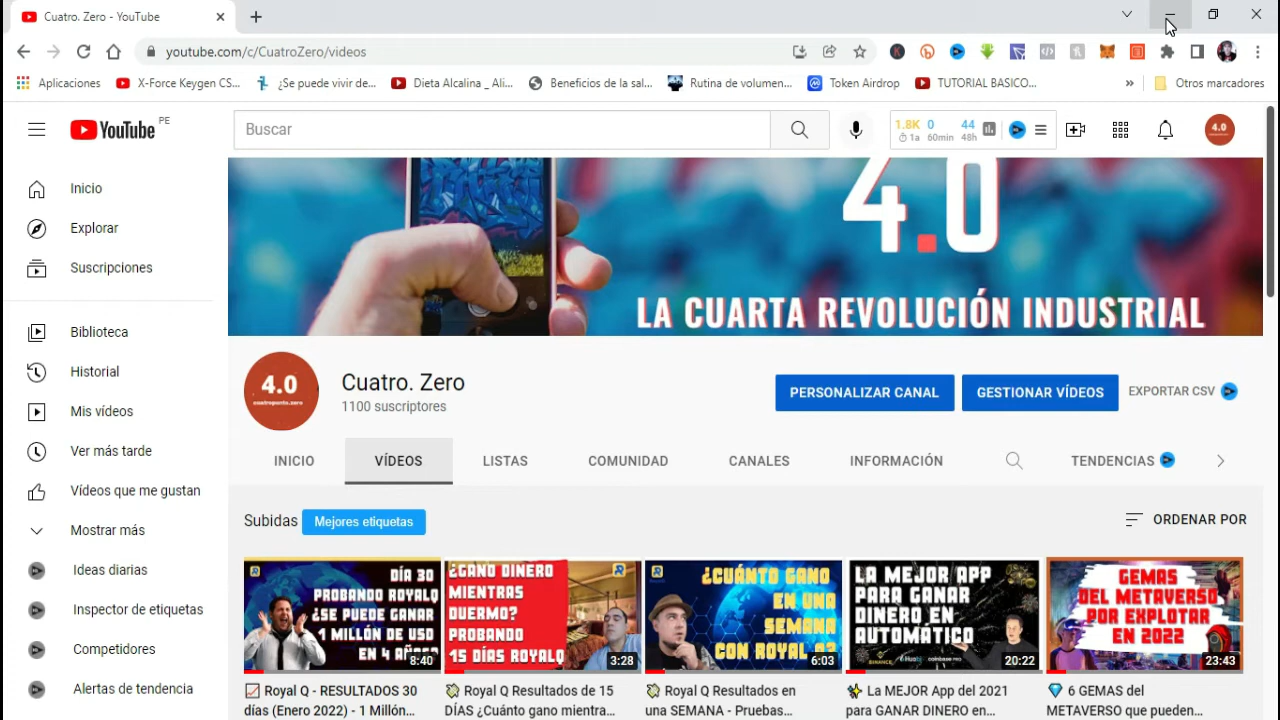 Cuatro. Zero - YouTube
youtube.com/c/CuatroZero/videos
Aplicaciones
X-Force Keygen CS...
¿Se puede vivir de...
Dieta Alcalina _ Ali...
Beneficios de la sal...
Rutina de volumen...
Token Airdrop
TUTORIAL BASICO...
»
Otros marcadores
YouTube PE
Buscar
1.8K 0 44
1a 60min 48h
4.0
Inicio
Explorar
Suscripciones
Biblioteca
Historial
Mis vídeos
Ver más tarde
Vídeos que me gustan
Mostrar más
Ideas diarias
Inspector de etiquetas
Competidores
Alertas de tendencia
4.0
LA CUARTA REVOLUCIÓN INDUSTRIAL
4.0
cuatropunto.zero
Cuatro. Zero
1100 suscriptores
PERSONALIZAR CANAL
GESTIONAR VÍDEOS
EXPORTAR CSV
INICIO
VÍDEOS
LISTAS
COMUNIDAD
CANALES
INFORMACIÓN
TENDENCIAS
Subidas
Mejores etiquetas
ORDENAR POR
DÍA 30
PROBANDO ROYALQ
¿SE PUEDE GANAR
1 MILLÓN DE USD
EN 4 AÑOS?
8:40
Royal Q - RESULTADOS 30
días (Enero 2022) - 1 Millón...
¿GANO DINERO
MIENTRAS
DUERMO?
PROBANDO
15 DÍAS ROYALQ
3:28
Royal Q Resultados de 15
DÍAS ¿Cuánto gano mientra...
¿CUÁNTO GANO
EN UNA
SEMANA
CON ROYAL Q?
6:03
Royal Q Resultados en
una SEMANA - Pruebas...
LA MEJOR APP
PARA GANAR
DINERO EN
AUTOMÁTICO
BINANCE
Huobi
coinbase PRO
20:22
La MEJOR App del 2021
para GANAR DINERO en...
GEMAS
DEL METAVERSO
POR EXPLOTAR
EN 2022
23:43
6 GEMAS del
METAVERSO que pueden...